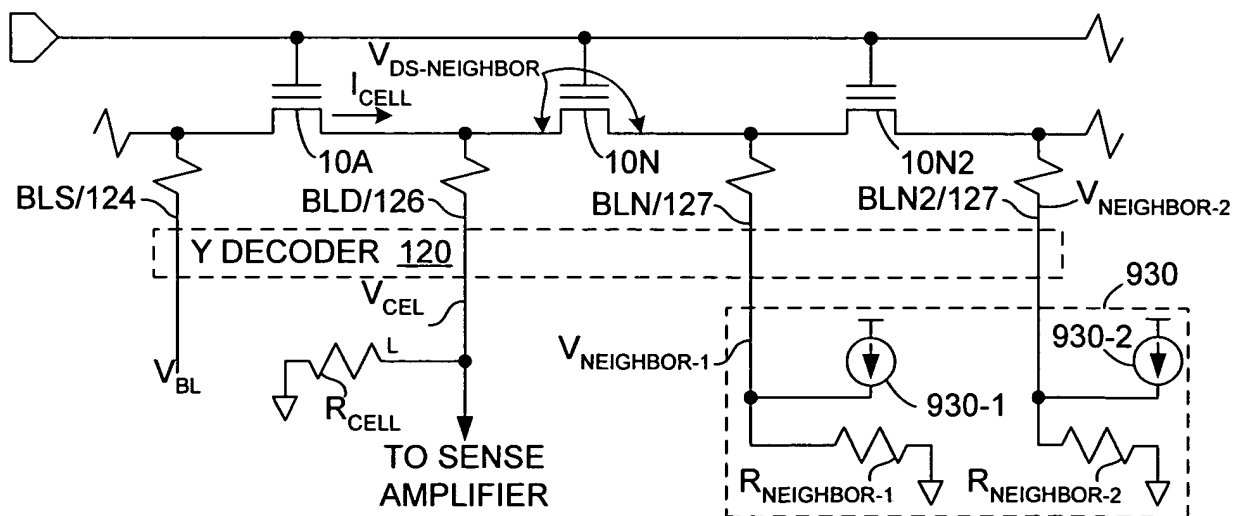 V_DS-NEIGHBOR
I_CELL
10A
10N
10N2
BLS/124
BLD/126
BLN/127
BLN2/127
V_NEIGHBOR-2
Y DECODER 120
V_CEL
L
930
V_BL
R_CELL
V_NEIGHBOR-1
930-1
930-2
TO SENSE
AMPLIFIER
R_NEIGHBOR-1
R_NEIGHBOR-2